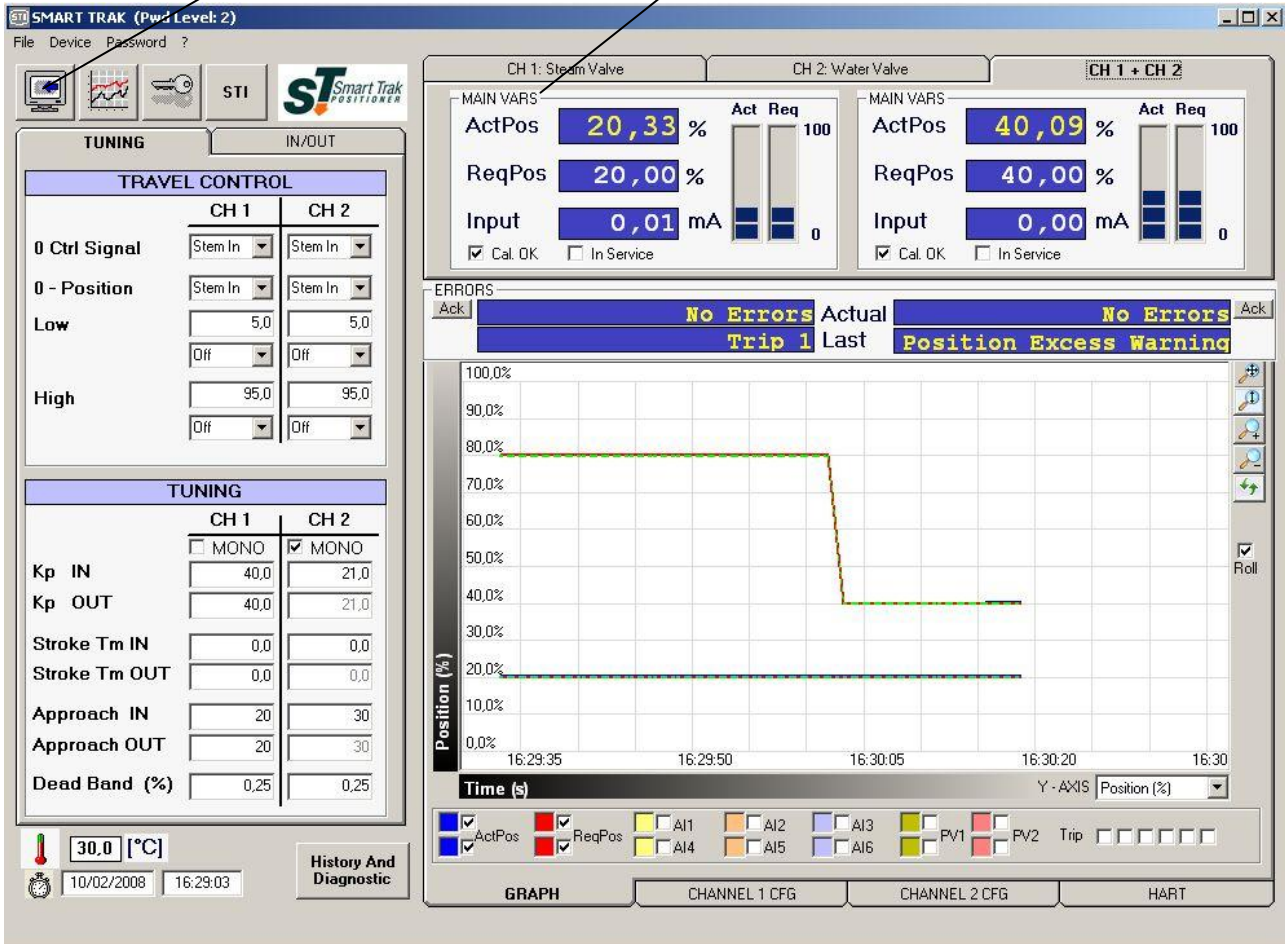 STI SMART TRAK (Pwd Level: 2)
File Device Password ?
STI
ST Smart Trak
POSITIONER
TUNING IN/OUT
TRAVEL CONTROL
CH 1 CH 2
0 Ctrl Signal Stem In Stem In
0 - Position Stem In Stem In
Low 5,0 5,0
Off Off
High 95,0 95,0
Off Off
TUNING
CH 1 CH 2
MONO MONO
Kp IN 40,0 21,0
Kp OUT 40,0 21,0
Stroke Tm IN 0,0 0,0
Stroke Tm OUT 0,0 0,0
Approach IN 20 30
Approach OUT 20 30
Dead Band (%) 0,25 0,25
30,0 [°C]
10/02/2008 16:29:03
History And
Diagnostic
CH 1: Steam Valve CH 2: Water Valve CH 1 + CH 2
MAIN VARS
ActPos 20,33 % Act Req 100
ReqPos 20,00 %
Input 0,01 mA 0
Cal. OK In Service
MAIN VARS
ActPos 40,09 % Act Req 100
ReqPos 40,00 %
Input 0,00 mA 0
Cal. OK In Service
ERRORS
Ack No Errors Actual No Errors Ack
Trip 1 Last Position Excess Warning
100,0%
90,0%
80,0%
70,0%
60,0%
50,0%
40,0%
30,0%
20,0%
10,0%
0,0%
Position (%)
Roll
16:29:35 16:29:50 16:30:05 16:30:20 16:30
Time (s) Y - AXIS Position (%)
ActPos ReqPos AI1 AI2 AI3 PV1 PV2 Trip
AI4 AI5 AI6
GRAPH CHANNEL 1 CFG CHANNEL 2 CFG HART